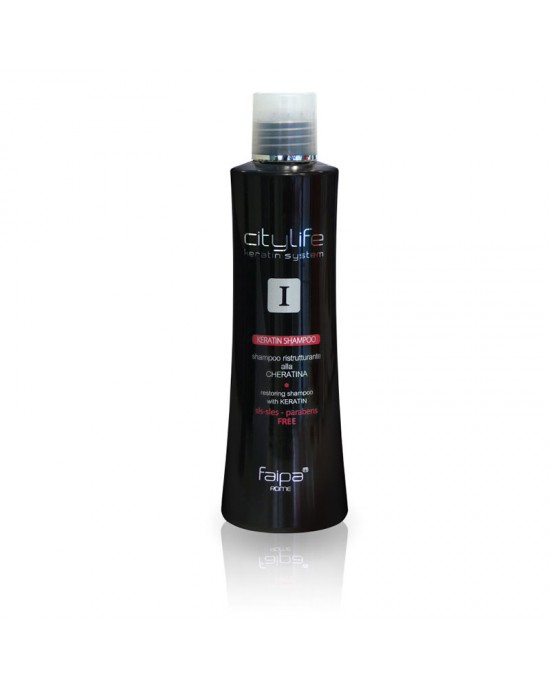 citylife
keratin system
I
KERATIN SHAMPOO
shampoo ristrutturante
alla
CHERATINA
restoring shampoo
with KERATIN
sls-sles - parabens
FREE
faipa®
ROME